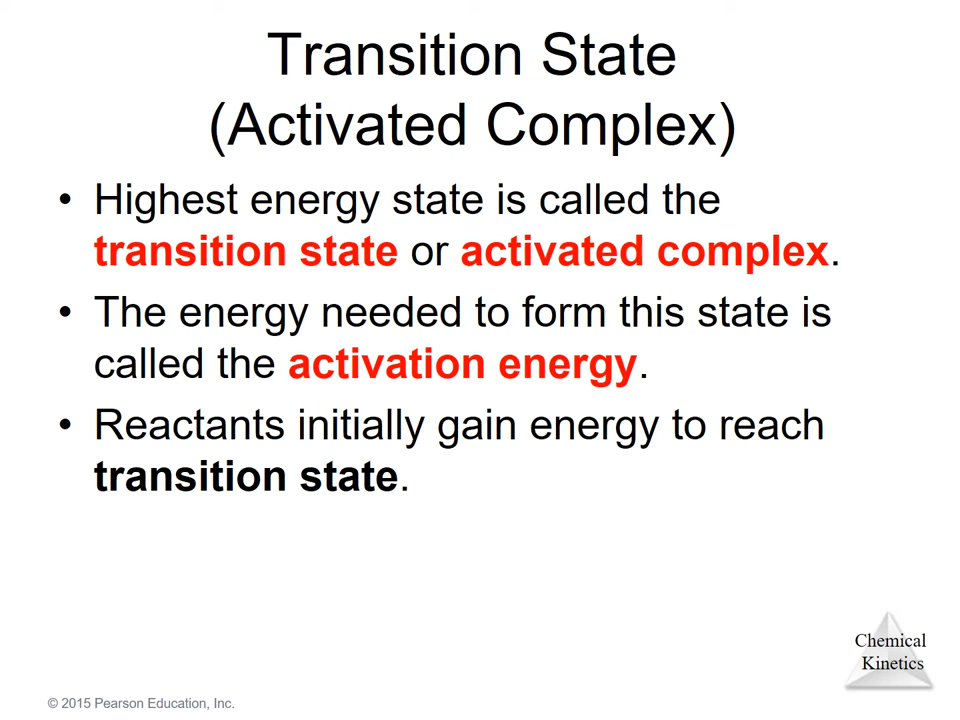 Transition State
(Activated Complex)
• Highest energy state is called the
transition state or activated complex.
• The energy needed to form this state is
called the activation energy.
• Reactants initially gain energy to reach
transition state.
Chemical
Kinetics
© 2015 Pearson Education, Inc.